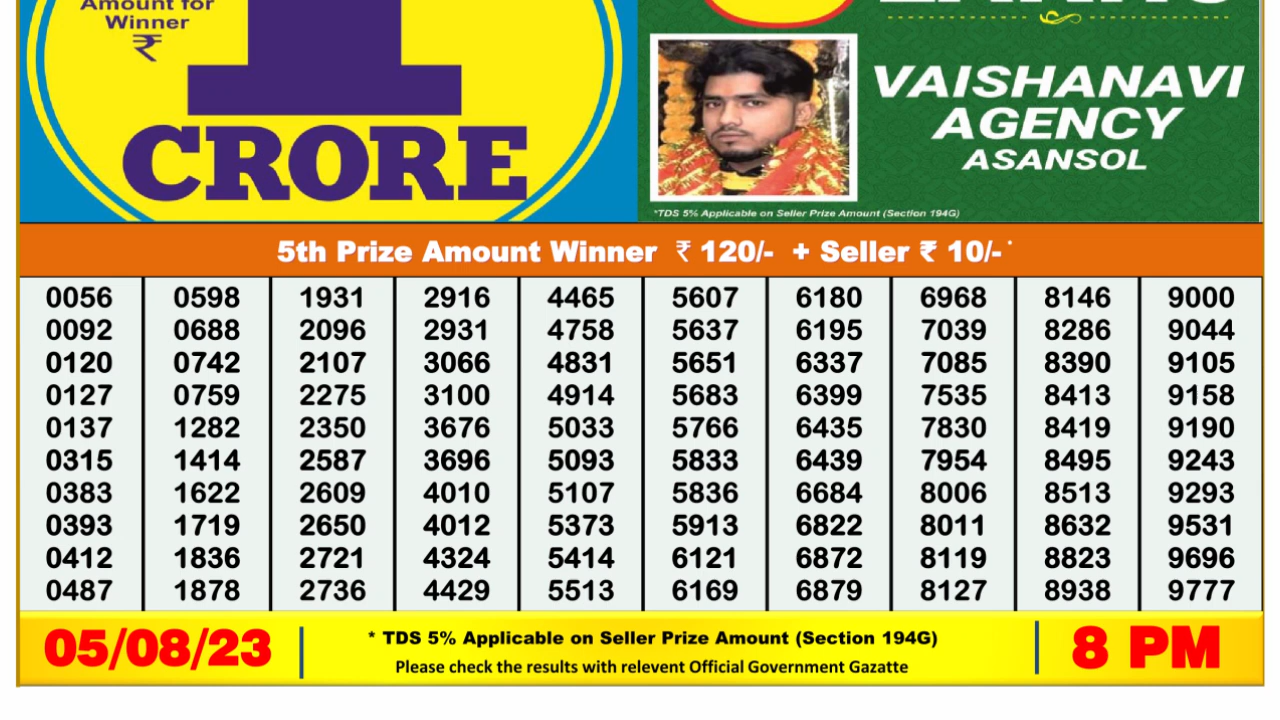 Amount for
Winner
₹
CRORE
VAISHANAVI
AGENCY
ASANSOL
*TDS 5% Applicable on Seller Prize Amount (Section 194G)
5th Prize Amount Winner ₹ 120/- + Seller ₹ 10/-*
0056 0598 1931 2916 4465 5607 6180 6968 8146 9000
0092 0688 2096 2931 4758 5637 6195 7039 8286 9044
0120 0742 2107 3066 4831 5651 6337 7085 8390 9105
0127 0759 2275 3100 4914 5683 6399 7535 8413 9158
0137 1282 2350 3676 5033 5766 6435 7830 8419 9190
0315 1414 2587 3696 5093 5833 6439 7954 8495 9243
0383 1622 2609 4010 5107 5836 6684 8006 8513 9293
0393 1719 2650 4012 5373 5913 6822 8011 8632 9531
0412 1836 2721 4324 5414 6121 6872 8119 8823 9696
0487 1878 2736 4429 5513 6169 6879 8127 8938 9777
05/08/23
* TDS 5% Applicable on Seller Prize Amount (Section 194G)
Please check the results with relevent Official Government Gazatte
8 PM